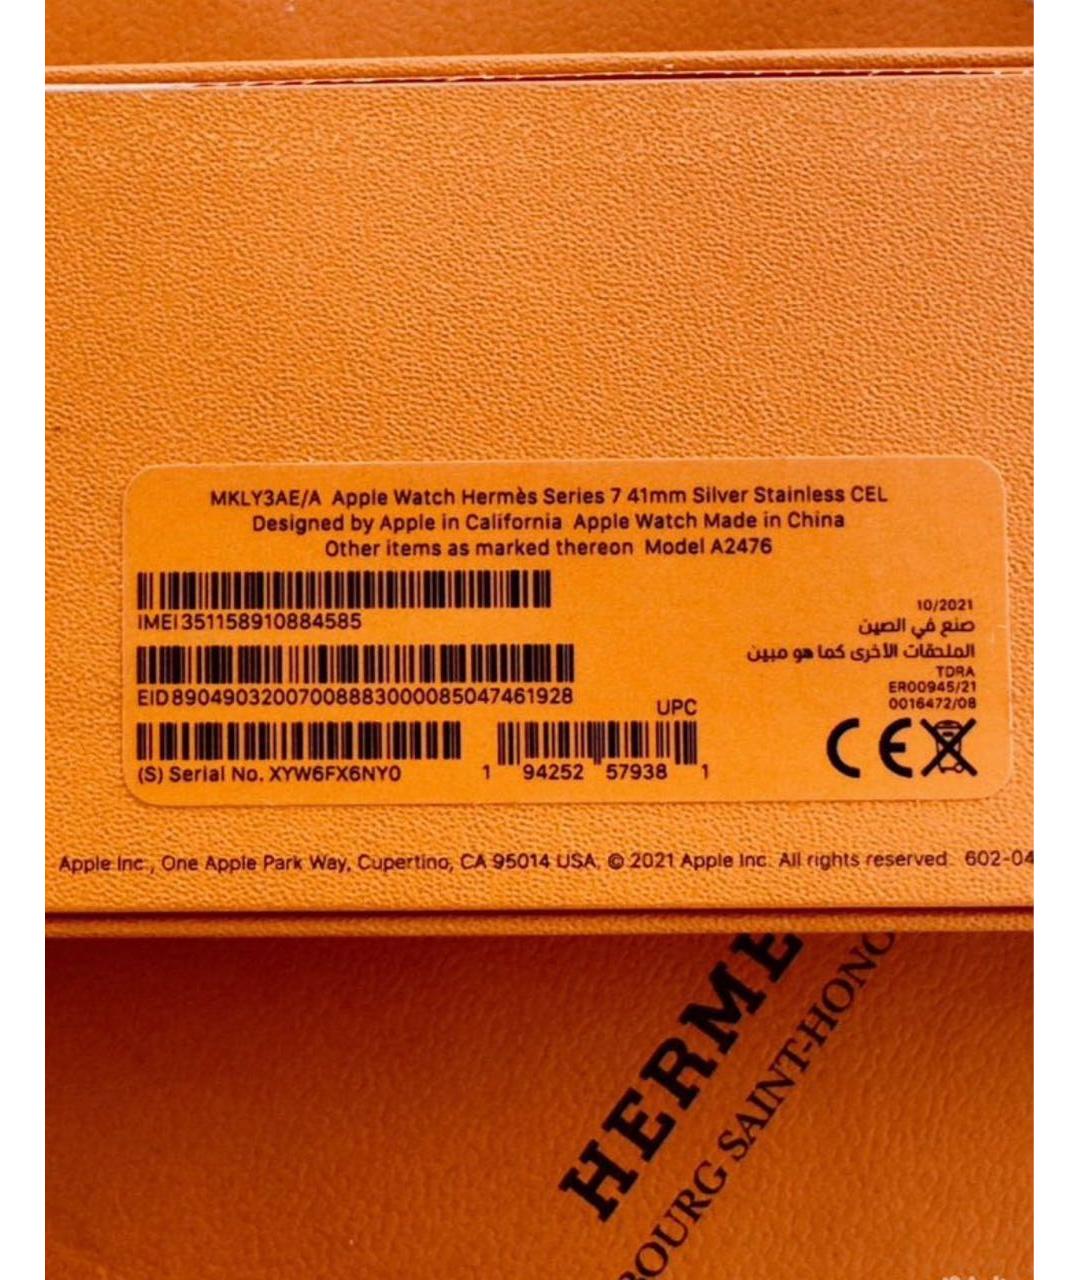 MKLY3AE/A Apple Watch Hermès Series 7 41mm Silver Stainless CEL
Designed by Apple in California Apple Watch Made in China
Other items as marked thereon Model A2476
IMEI 351158910884585
EID 89049032007008883000085047461928
(S) Serial No. XYW6FX6NY0
UPC
1 94252 57938 1
10/2021
صنع في الصين
الملحقات الأخرى كما هو مبين
TDRA
ER00945/21
0016472/08
CE
Apple Inc., One Apple Park Way, Cupertino, CA 95014 USA. © 2021 Apple Inc. All rights reserved. 602-04
HERME
BOURG SAINT-HONO